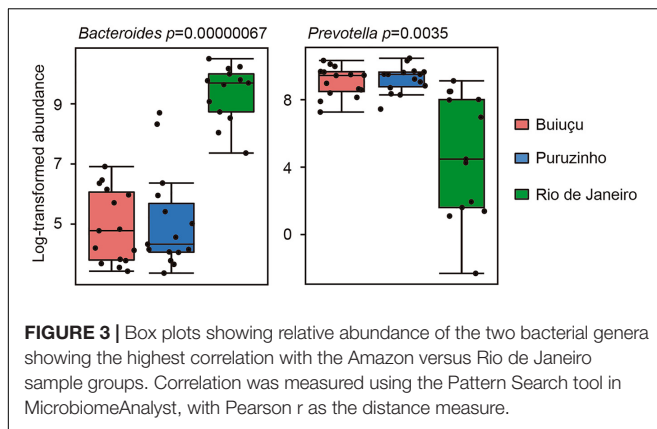 Bacteroides p=0.00000067
Prevotella p=0.0035
Log-transformed abundance
9
7
5
8
4
0
Buiuçu
Puruzinho
Rio de Janeiro
FIGURE 3 | Box plots showing relative abundance of the two bacterial genera
showing the highest correlation with the Amazon versus Rio de Janeiro
sample groups. Correlation was measured using the Pattern Search tool in
MicrobiomeAnalyst, with Pearson r as the distance measure.